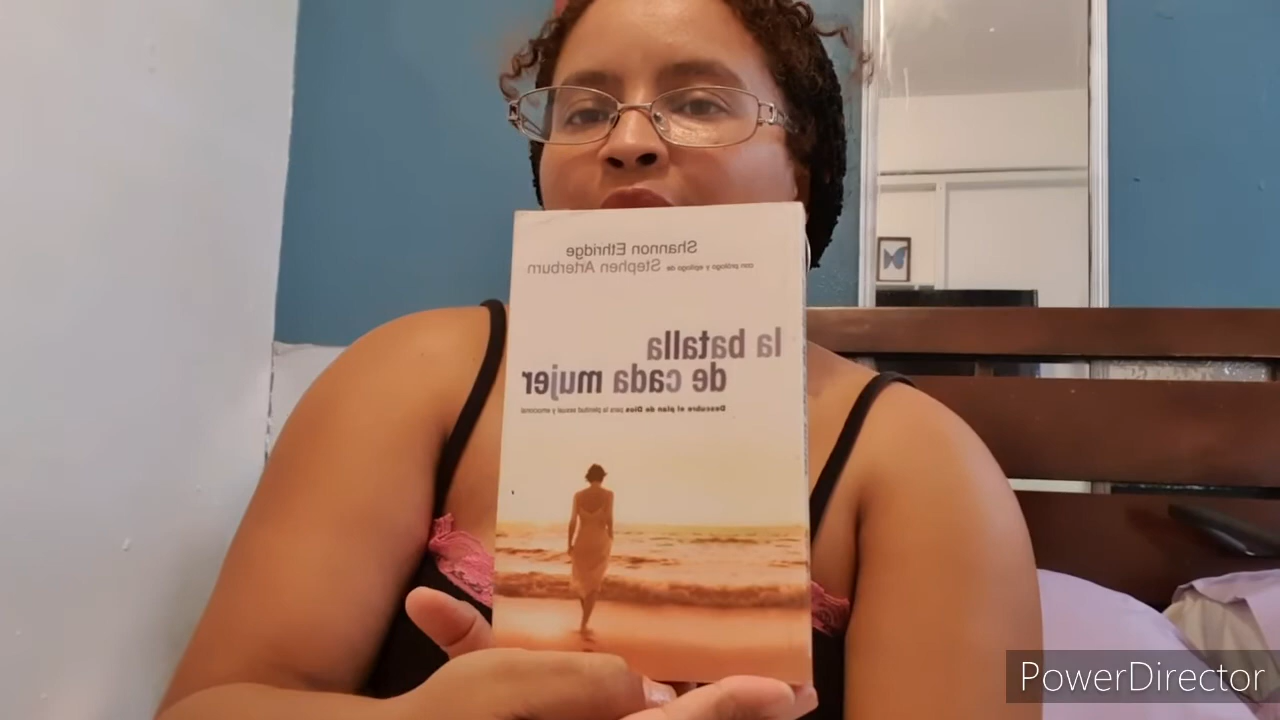 Shannon Ethridge
con prólogo y epílogo de Stephen Arterburn
la batalla
de cada mujer
Descubre el plan de Dios para la plenitud sexual y emocional
PowerDirector